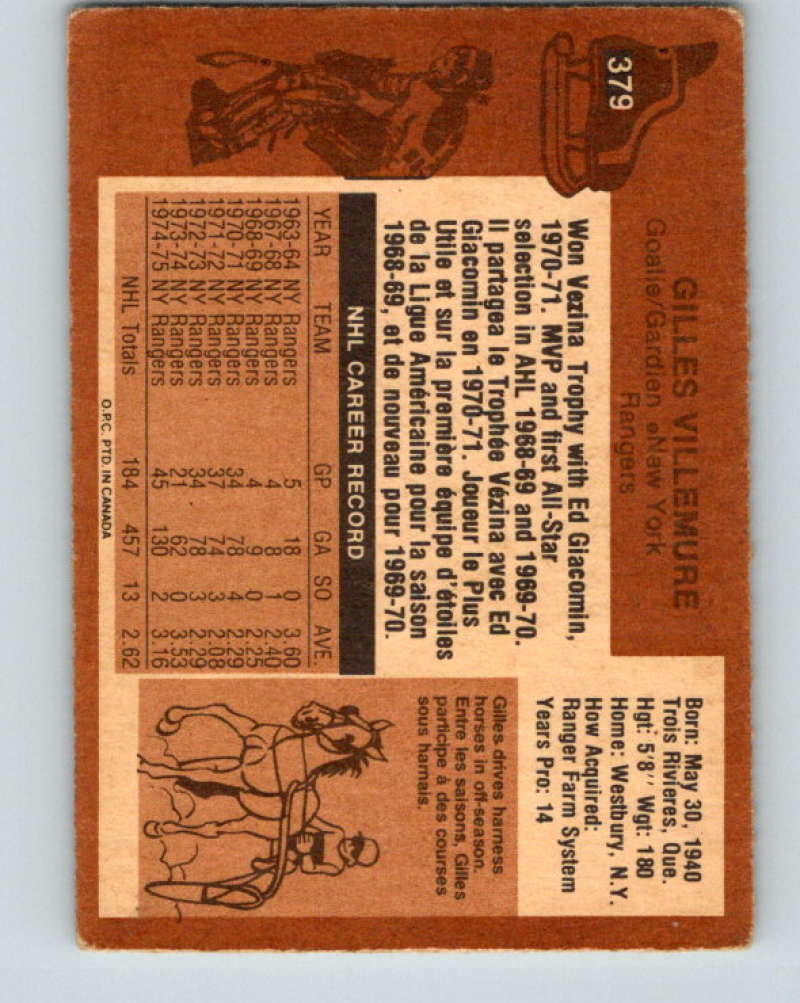 379
GILLES VILLEMURE
Goalie/Gardien • New York
Rangers
Born: May 30, 1940
Trois Rivieres, Que.
Hgt: 5'8'' Wgt: 180
Home: Westbury, N.Y.
How Acquired:
Ranger Farm System
Years Pro: 14
Won Vezina Trophy with Ed Giacomin,
1970-71. MVP and first All-Star
selection in AHL 1968-69 and 1969-70.
Il partagea le Trophée Vézina avec Ed
Giacomin en 1970-71. Joueur le Plus
Utile et sur la première équipe d'étoiles
de la Ligue Américaine pour la saison
1968-69, et de nouveau pour 1969-70.
NHL CAREER RECORD
YEAR TEAM GP GA SO AVE.
1963-64 NY Rangers 5 18 0 3.60
1967-68 NY Rangers 4 8 1 2.40
1968-69 NY Rangers 4 9 0 2.25
1970-71 NY Rangers 34 78 4 2.29
1971-72 NY Rangers 37 74 3 2.08
1972-73 NY Rangers 34 78 3 2.29
1973-74 NY Rangers 21 62 0 3.53
1974-75 NY Rangers 45 130 2 3.16
NHL Totals 184 457 13 2.62
Gilles drives harness
horses in off-season.
Entre les saisons, Gilles
participe à des courses
sous harnais.
O.P.C. PTD. IN CANADA